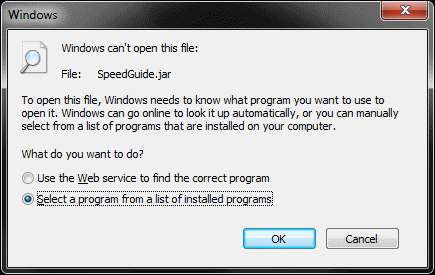 Windows
Windows can't open this file:
File: SpeedGuide.jar
To open this file, Windows needs to know what program you want to use to
open it. Windows can go online to look it up automatically, or you can manually
select from a list of programs that are installed on your computer.
What do you want to do?
Use the Web service to find the correct program
Select a program from a list of installed programs
OK Cancel